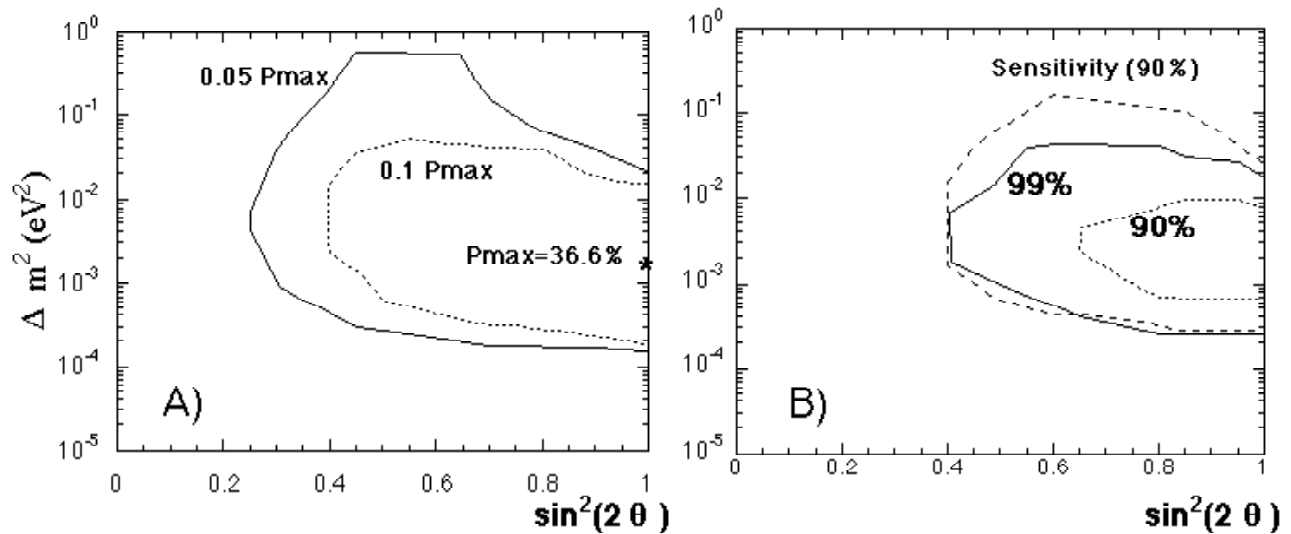 10^0
10^-1
10^-2
10^-3
10^-4
10^-5
Δ m^2 (eV^2)
0.05 Pmax
0.1 Pmax
Pmax=36.6%
*
A)
0 0.2 0.4 0.6 0.8 1
sin^2(2 θ )
10^0
10^-1
10^-2
10^-3
10^-4
10^-5
Sensitivity (90%)
99%
90%
B)
0 0.2 0.4 0.6 0.8 1
sin^2(2 θ )